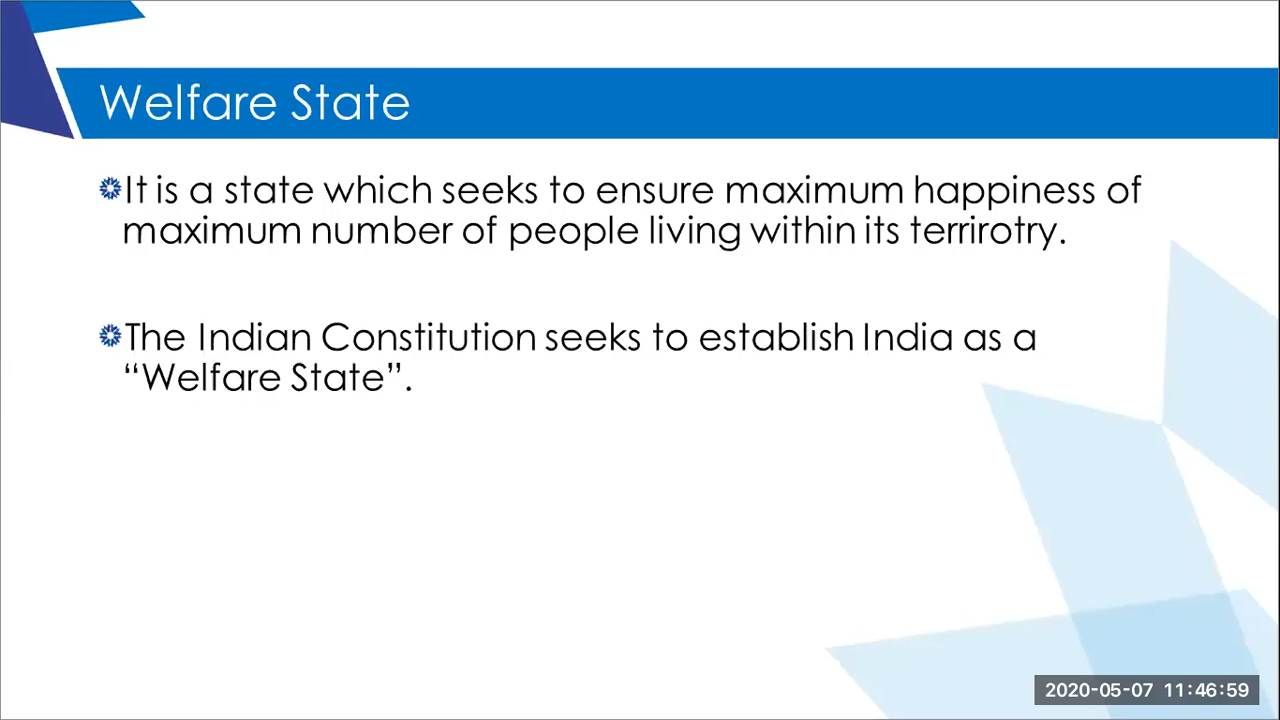 Welfare State
It is a state which seeks to ensure maximum happiness of
maximum number of people living within its terrirotry.
The Indian Constitution seeks to establish India as a
“Welfare State”.
2020-05-07 11:46:59